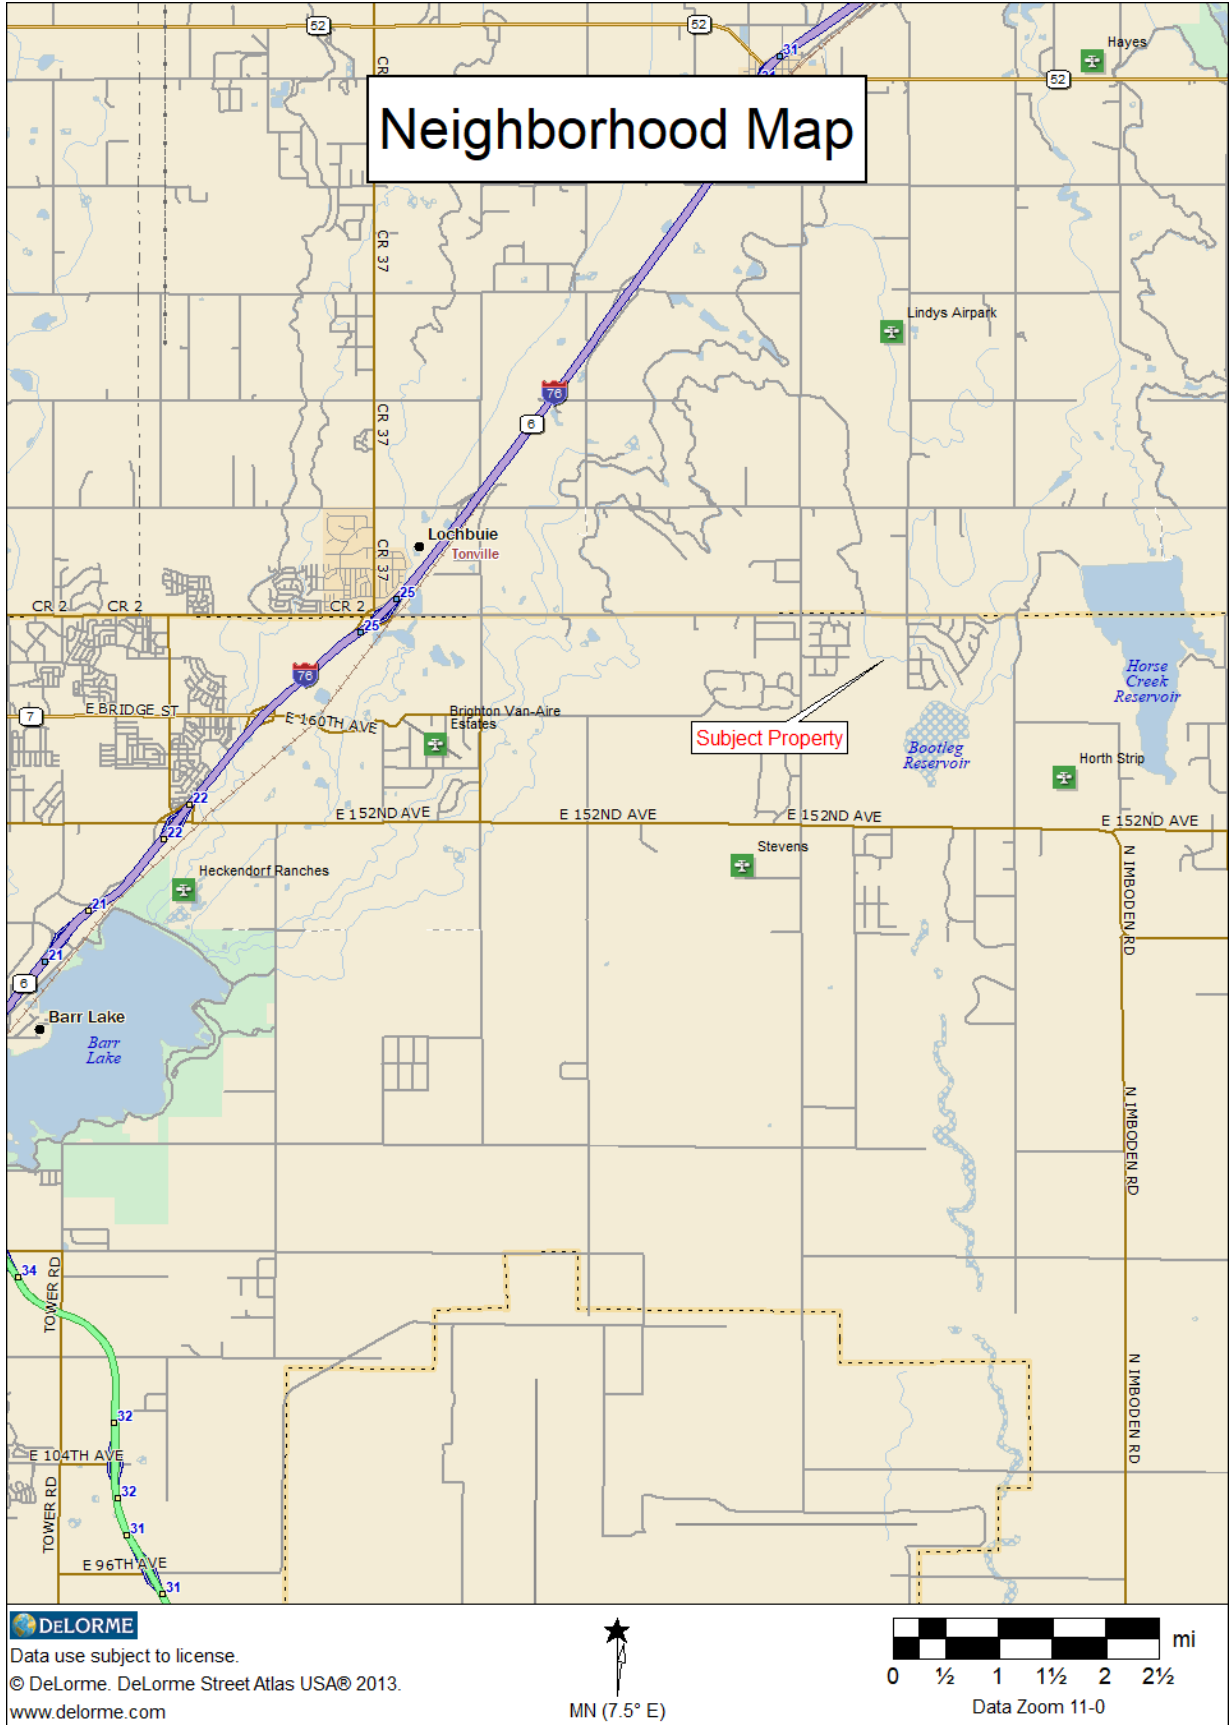 52
52
31
Hayes
CR
52
Neighborhood Map
CR 37
Lindys Airpark
76
6
CR 37
Lochbuie
Tonville
CR 37
25
CR 2
CR 2
CR 2
25
76
Horse
Creek
Reservoir
7
E BRIDGE ST
E 160TH AVE
Brighton Van-Aire
Estates
Subject Property
Bootleg
Reservoir
Horth Strip
22
E 152ND AVE
E 152ND AVE
E 152ND AVE
E 152ND AVE
22
Stevens
N IMBODEN RD
Heckendorf Ranches
21
21
6
Barr Lake
Barr
Lake
N IMBODEN RD
34
TOWER RD
N IMBODEN RD
32
E 104TH AVE
32
TOWER RD
31
E 96TH AVE
31
DELORME
Data use subject to license.
© DeLorme. DeLorme Street Atlas USA® 2013.
www.delorme.com
MN (7.5° E)
mi
0 ½ 1 1½ 2 2½
Data Zoom 11-0